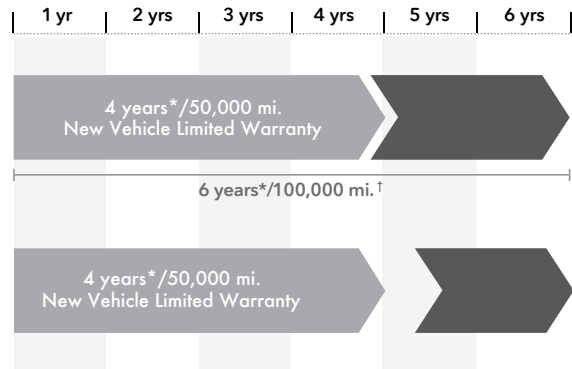 1 yr 2 yrs 3 yrs 4 yrs 5 yrs 6 yrs
4 years*/50,000 mi.
New Vehicle Limited Warranty
6 years*/100,000 mi.†
4 years*/50,000 mi.
New Vehicle Limited Warranty